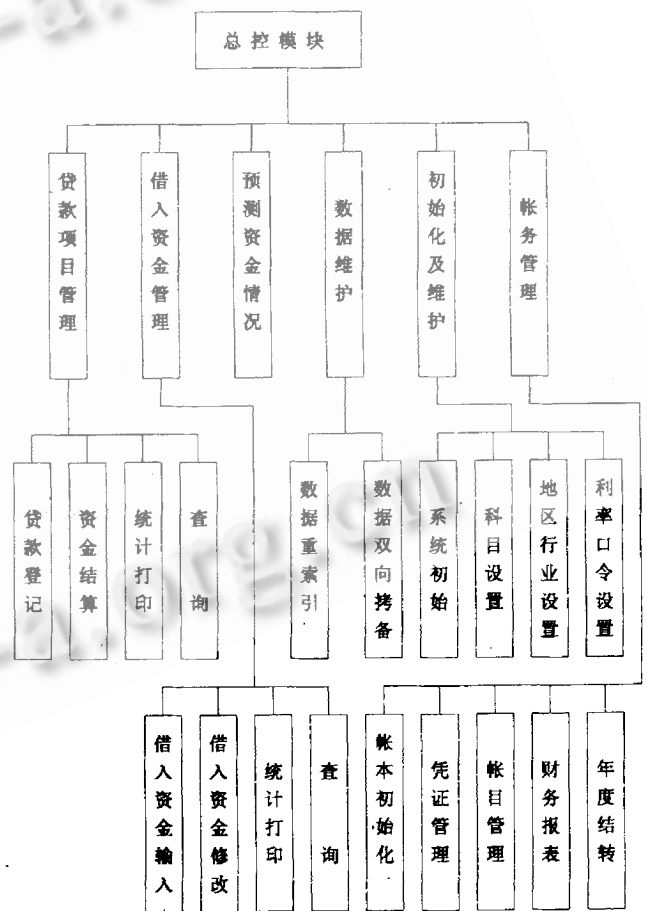 总控模块
贷款项目管理
借入资金管理
预测资金情况
数据维护
初始化及维护
帐务管理
贷款登记
资金结算
统计打印
查询
数据重索引
数据双向拷备
系统初始
科目设置
地区行业设置
利率口令设置
借入资金输入
借入资金修改
统计打印
查询
帐本初始化
凭证管理
帐目管理
财务报表
年度结转